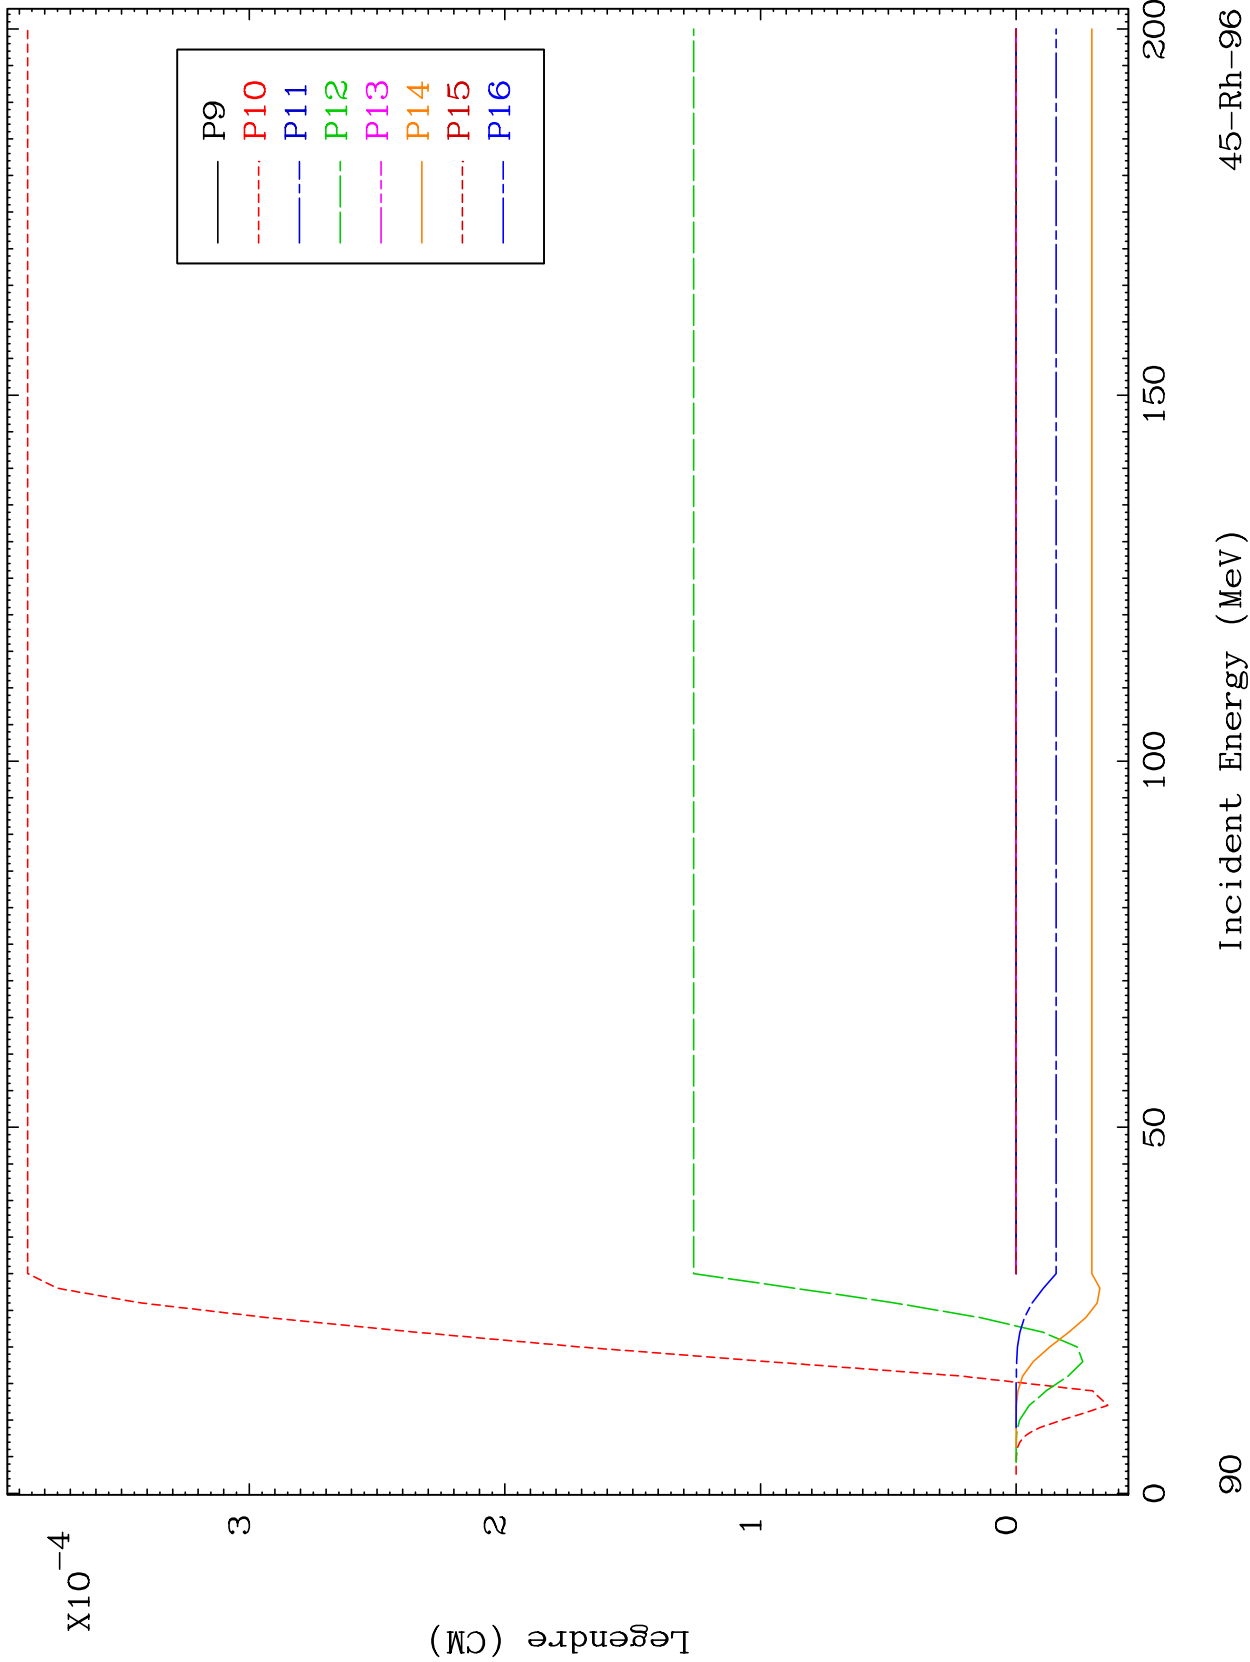 X10⁻⁴
Legendre (CM)
3
2
1
0
P9
P10
P11
P12
P13
P14
P15
P16
0
50
100
150
200
Incident Energy (MeV)
90
45-Rh-96